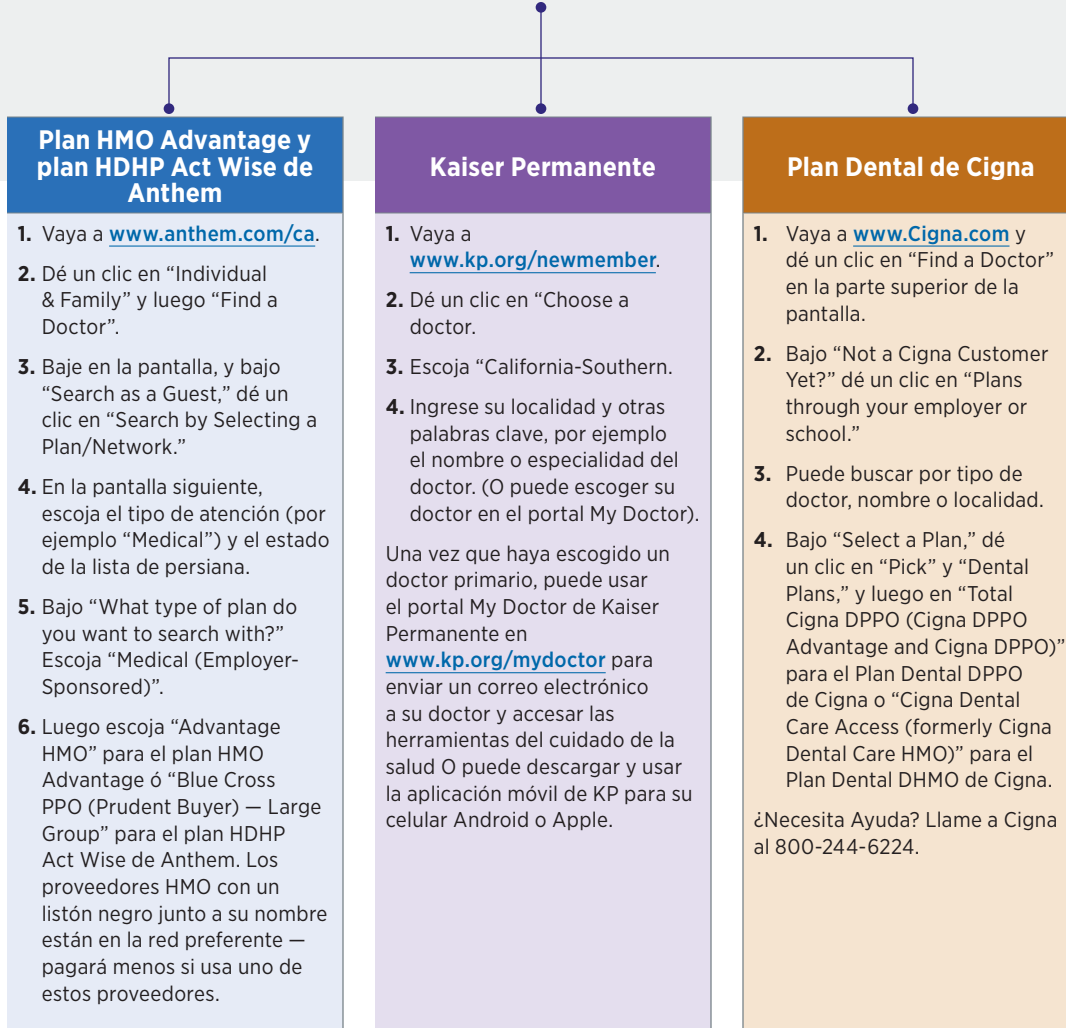 Plan HMO Advantage y
plan HDHP Act Wise de
Anthem
1. Vaya a www.anthem.com/ca.
2. Dé un clic en “Individual
& Family” y luego “Find a
Doctor”.
3. Baje en la pantalla, y bajo
“Search as a Guest,” dé un
clic en “Search by Selecting a
Plan/Network.”
4. En la pantalla siguiente,
escoja el tipo de atención (por
ejemplo “Medical”) y el estado
de la lista de persiana.
5. Bajo “What type of plan do
you want to search with?”
Escoja “Medical (Employer-
Sponsored)”.
6. Luego escoja “Advantage
HMO” para el plan HMO
Advantage ó “Blue Cross
PPO (Prudent Buyer) — Large
Group” para el plan HDHP
Act Wise de Anthem. Los
proveedores HMO con un
listón negro junto a su nombre
están en la red preferente —
pagará menos si usa uno de
estos proveedores.
Kaiser Permanente
1. Vaya a
www.kp.org/newmember.
2. Dé un clic en “Choose a
doctor.
3. Escoja “California-Southern.
4. Ingrese su localidad y otras
palabras clave, por ejemplo
el nombre o especialidad del
doctor. (O puede escoger su
doctor en el portal My Doctor).
Una vez que haya escogido un
doctor primario, puede usar
el portal My Doctor de Kaiser
Permanente en
www.kp.org/mydoctor para
enviar un correo electrónico
a su doctor y accesar las
herramientas del cuidado de la
salud O puede descargar y usar
la aplicación móvil de KP para su
celular Android o Apple.
Plan Dental de Cigna
1. Vaya a www.Cigna.com y
dé un clic en “Find a Doctor”
en la parte superior de la
pantalla.
2. Bajo “Not a Cigna Customer
Yet?” dé un clic en “Plans
through your employer or
school.”
3. Puede buscar por tipo de
doctor, nombre o localidad.
4. Bajo “Select a Plan,” dé
un clic en “Pick” y “Dental
Plans,” y luego en “Total
Cigna DPPO (Cigna DPPO
Advantage and Cigna DPPO)”
para el Plan Dental DPPO
de Cigna o “Cigna Dental
Care Access (formerly Cigna
Dental Care HMO)” para el
Plan Dental DHMO de Cigna.
¿Necesita Ayuda? Llame a Cigna
al 800-244-6224.